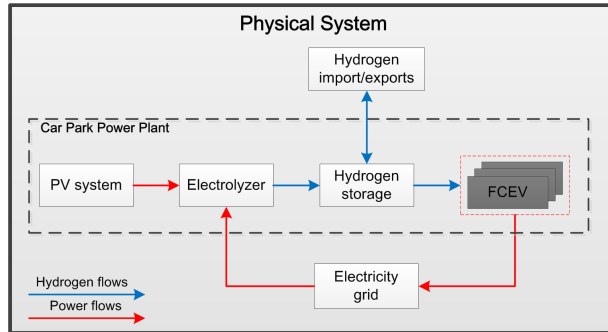 Physical System
Hydrogen
import/exports
Car Park Power Plant
PV system
Electrolyzer
Hydrogen
storage
FCEV
Hydrogen flows
Power flows
Electricity
grid